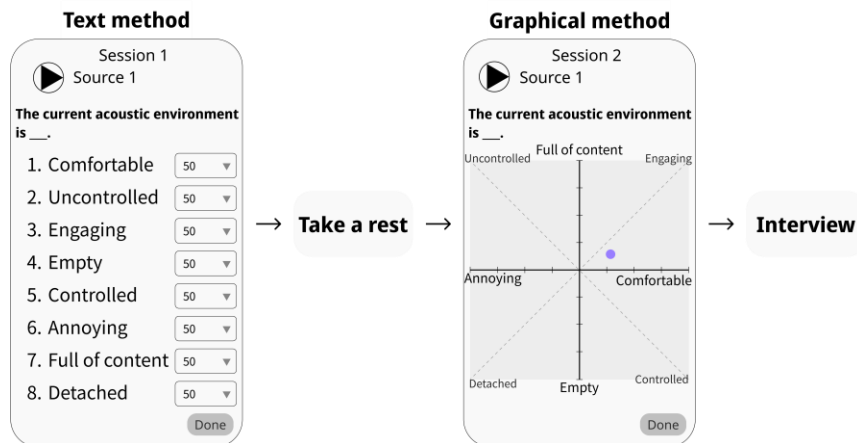 Text method
Session 1
Source 1
The current acoustic environment
is __.
1. Comfortable 50
2. Uncontrolled 50
3. Engaging 50
4. Empty 50
5. Controlled 50
6. Annoying 50
7. Full of content 50
8. Detached 50
Done
Take a rest
Graphical method
Session 2
Source 1
The current acoustic environment
is __.
Full of content
Uncontrolled Engaging
Annoying Comfortable
Detached Empty Controlled
Done
Interview